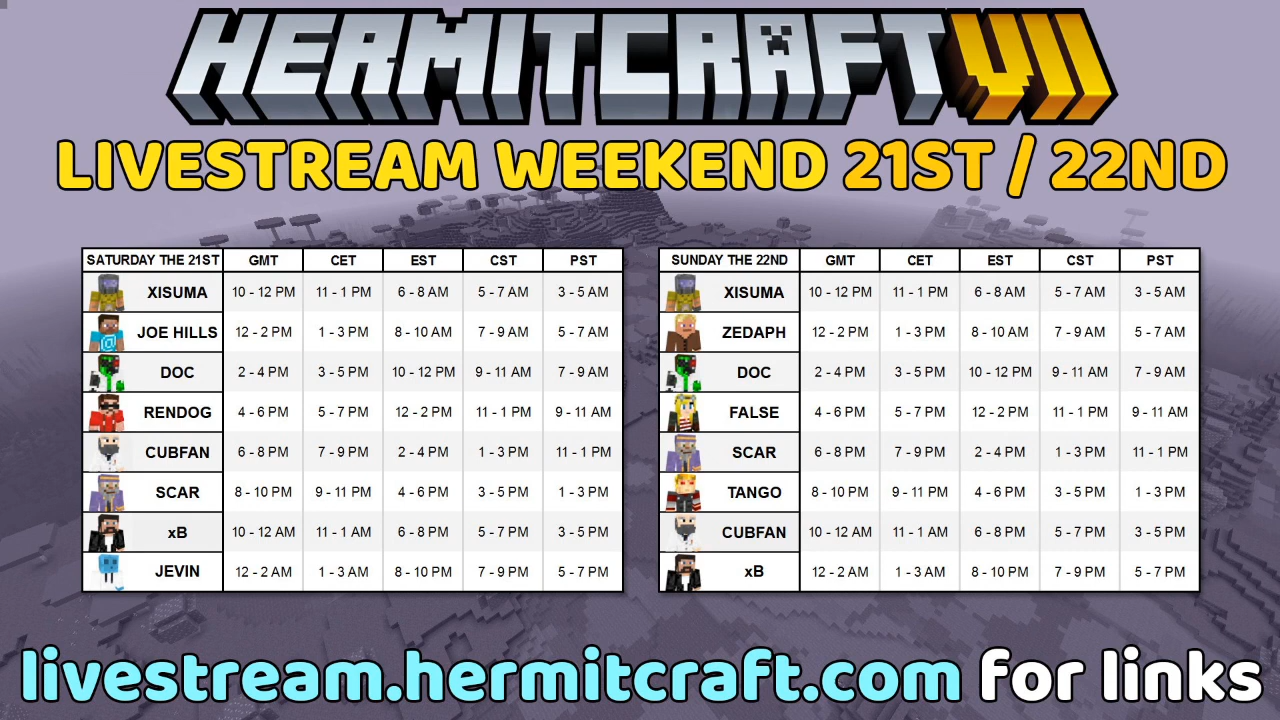 HERMITCRAFT VII
LIVESTREAM WEEKEND 21ST / 22ND
SATURDAY THE 21ST GMT CET EST CST PST
XISUMA 10 - 12 PM 11 - 1 PM 6 - 8 AM 5 - 7 AM 3 - 5 AM
JOE HILLS 12 - 2 PM 1 - 3 PM 8 - 10 AM 7 - 9 AM 5 - 7 AM
DOC 2 - 4 PM 3 - 5 PM 10 - 12 PM 9 - 11 AM 7 - 9 AM
RENDOG 4 - 6 PM 5 - 7 PM 12 - 2 PM 11 - 1 PM 9 - 11 AM
CUBFAN 6 - 8 PM 7 - 9 PM 2 - 4 PM 1 - 3 PM 11 - 1 PM
SCAR 8 - 10 PM 9 - 11 PM 4 - 6 PM 3 - 5 PM 1 - 3 PM
xB 10 - 12 AM 11 - 1 AM 6 - 8 PM 5 - 7 PM 3 - 5 PM
JEVIN 12 - 2 AM 1 - 3 AM 8 - 10 PM 7 - 9 PM 5 - 7 PM
SUNDAY THE 22ND GMT CET EST CST PST
XISUMA 10 - 12 PM 11 - 1 PM 6 - 8 AM 5 - 7 AM 3 - 5 AM
ZEDAPH 12 - 2 PM 1 - 3 PM 8 - 10 AM 7 - 9 AM 5 - 7 AM
DOC 2 - 4 PM 3 - 5 PM 10 - 12 PM 9 - 11 AM 7 - 9 AM
FALSE 4 - 6 PM 5 - 7 PM 12 - 2 PM 11 - 1 PM 9 - 11 AM
SCAR 6 - 8 PM 7 - 9 PM 2 - 4 PM 1 - 3 PM 11 - 1 PM
TANGO 8 - 10 PM 9 - 11 PM 4 - 6 PM 3 - 5 PM 1 - 3 PM
CUBFAN 10 - 12 AM 11 - 1 AM 6 - 8 PM 5 - 7 PM 3 - 5 PM
xB 12 - 2 AM 1 - 3 AM 8 - 10 PM 7 - 9 PM 5 - 7 PM
livestream.hermitcraft.com for links